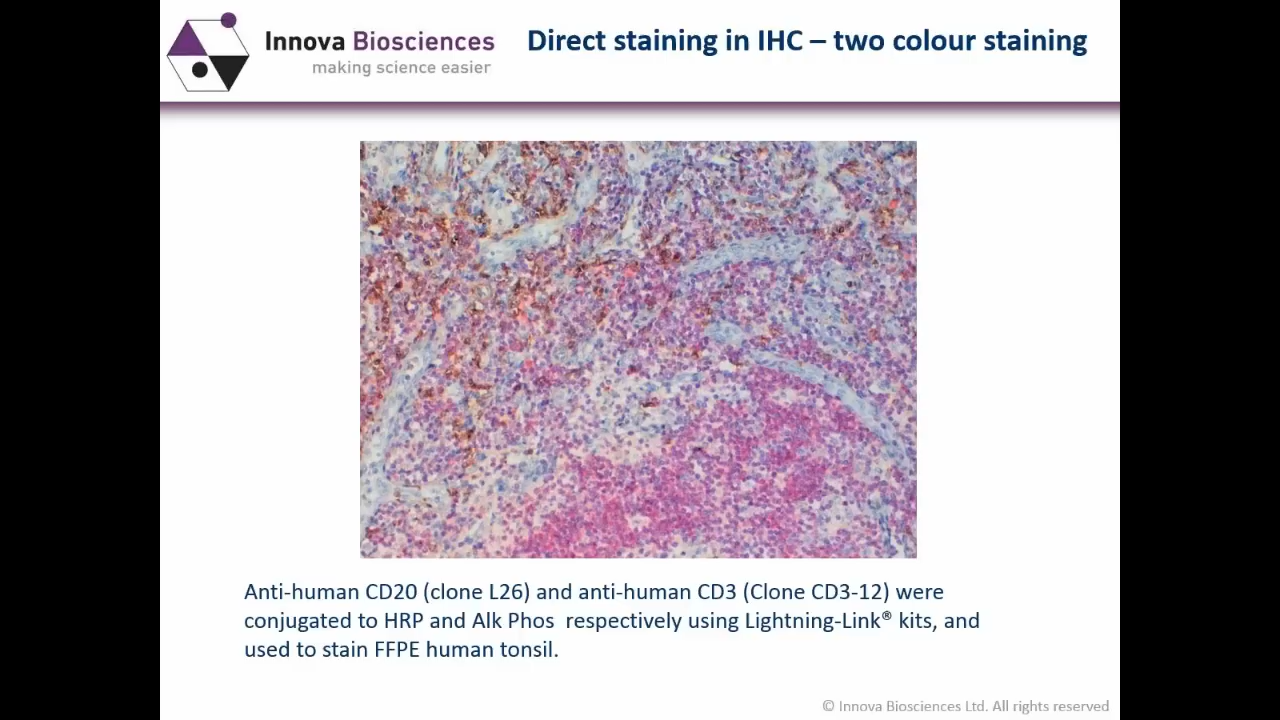 Innova Biosciences
making science easier
Direct staining in IHC – two colour staining
Anti-human CD20 (clone L26) and anti-human CD3 (Clone CD3-12) were
conjugated to HRP and Alk Phos  respectively using Lightning-Link® kits, and
used to stain FFPE human tonsil.
© Innova Biosciences Ltd. All rights reserved